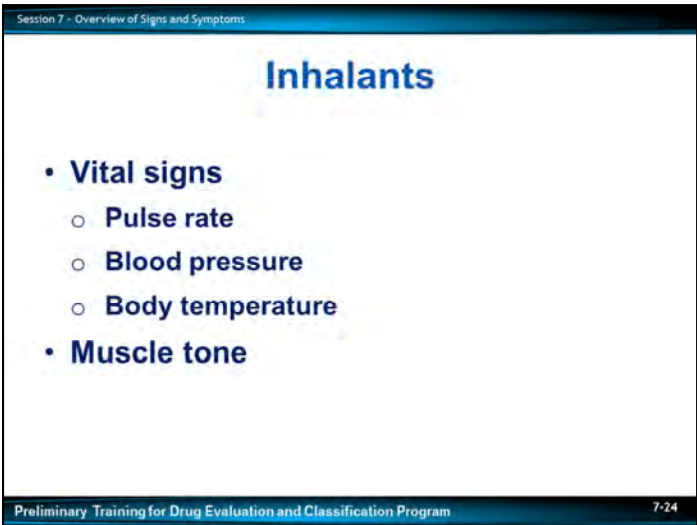 Session 7 - Overview of Signs and Symptoms
Inhalants
• Vital signs
o Pulse rate
o Blood pressure
o Body temperature
• Muscle tone
Preliminary Training for Drug Evaluation and Classification Program 7-24